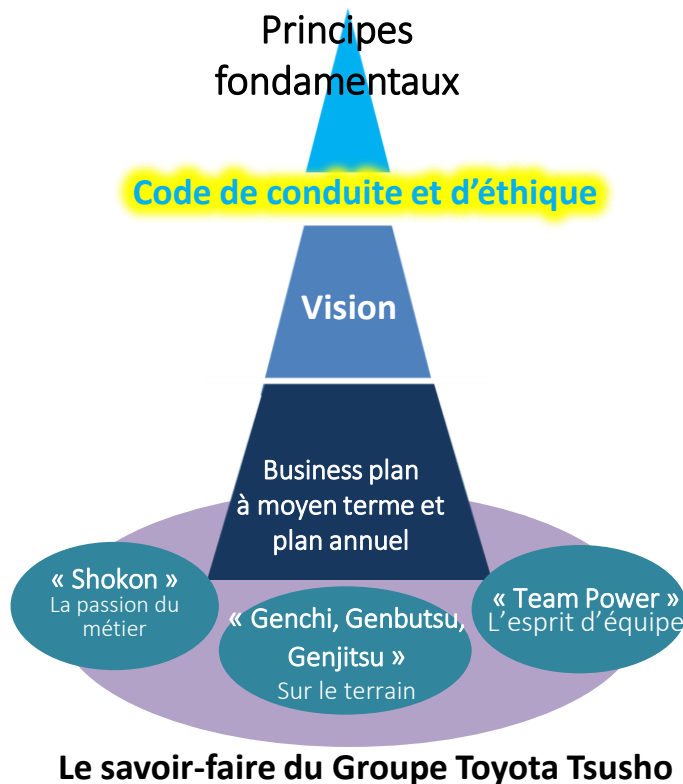 Principes
fondamentaux
Code de conduite et d'éthique
Vision
Business plan
à moyen terme et
plan annuel
« Shokon »
La passion du
métier
« Genchi, Genbutsu,
Genjitsu »
Sur le terrain
« Team Power »
L'esprit d'équipe
Le savoir-faire du Groupe Toyota Tsusho